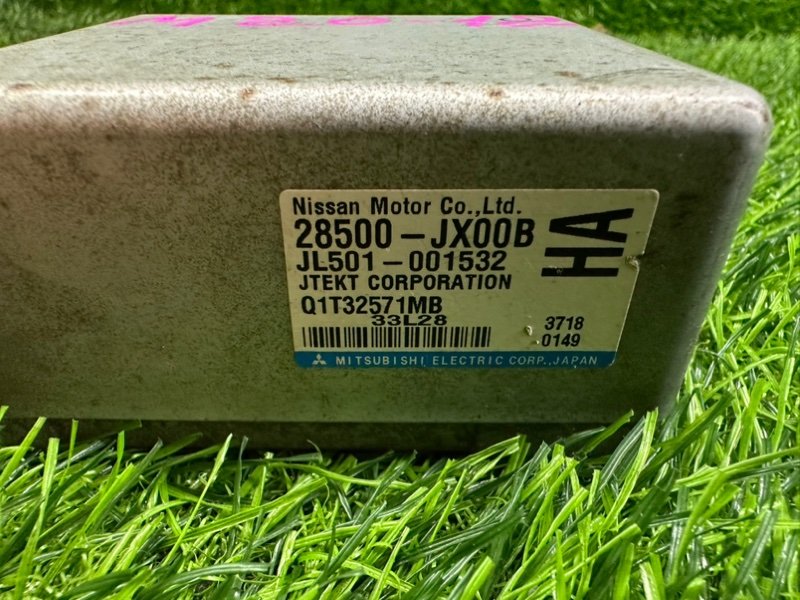 Nissan Motor Co.,Ltd.
28500-JX00B
HA
JL501-001532
JTEKT CORPORATION
Q1T32571MB
33L28
3718
0149
MITSUBISHI ELECTRIC CORP.,JAPAN